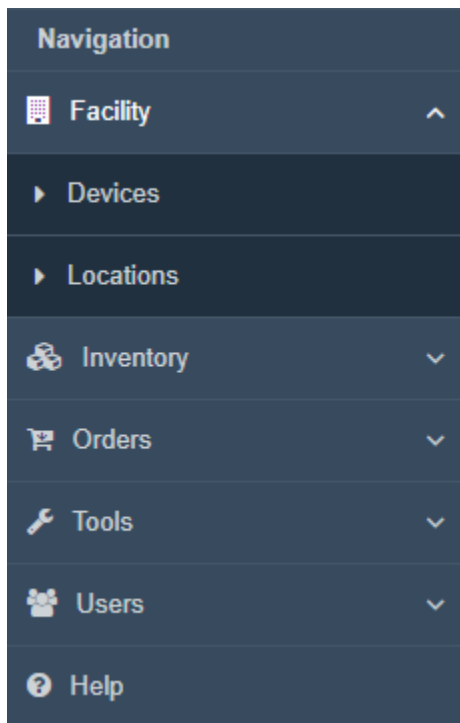 Navigation
Facility
Devices
Locations
Inventory
Orders
Tools
Users
Help